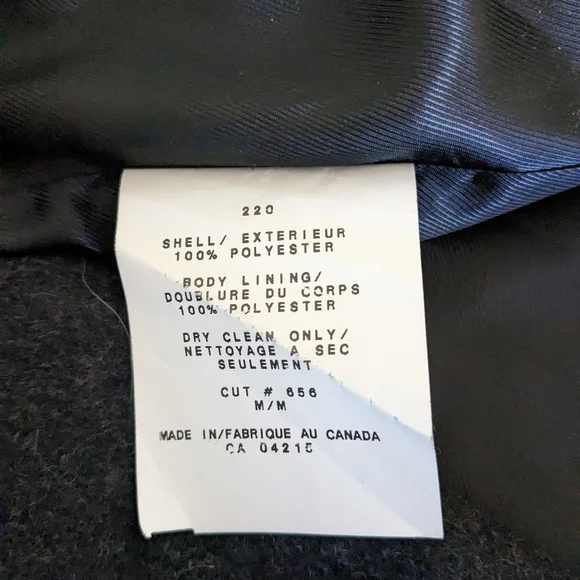 220
SHELL/ EXTERIEUR
100% POLYESTER
BODY LINING/
DOUBLURE DU CORPS
100% POLYESTER
DRY CLEAN ONLY/
NETTOYAGE A SEC
SEULEMENT
CUT # 656
M/M
MADE IN/FABRIQUE AU CANADA
CA 04215